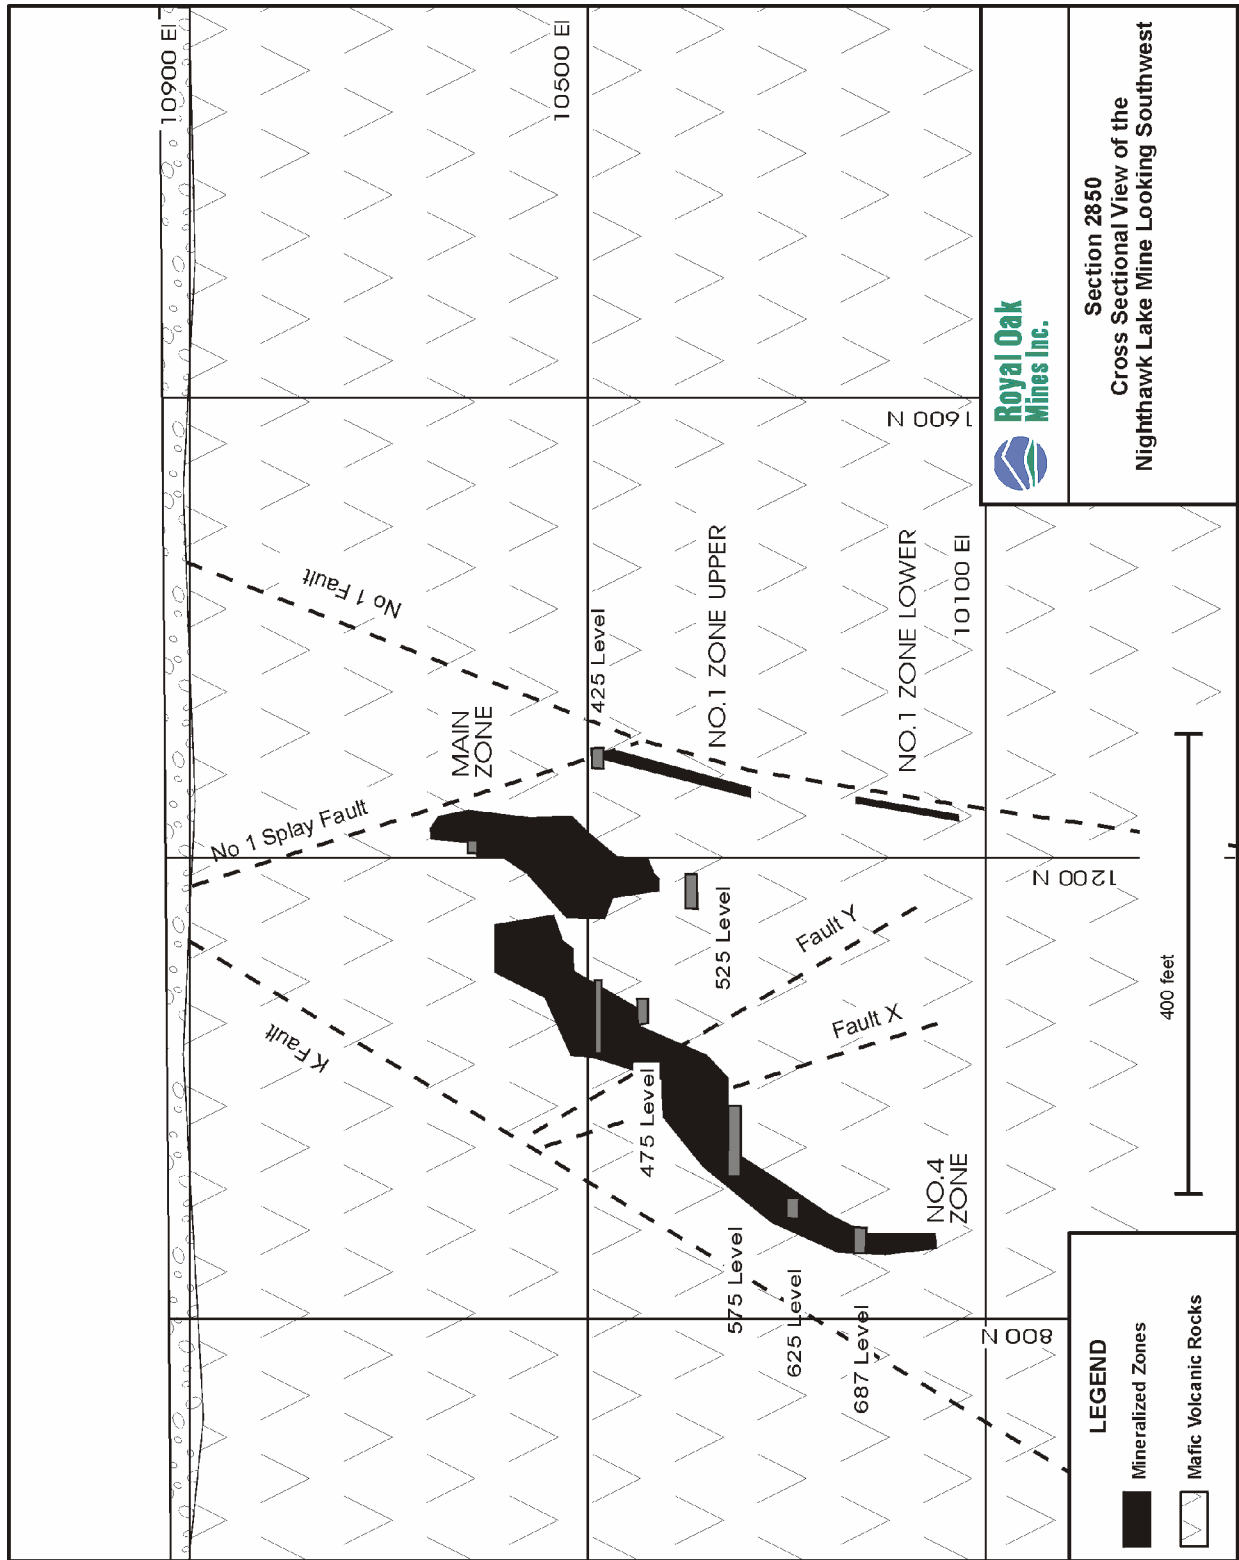 10900 El
10500 El
10100 El
1600 N
1200 N
800 N
No 1 Fault
No 1 Splay Fault
K Fault
Fault Y
Fault X
MAIN
ZONE
425 Level
NO.1 ZONE UPPER
NO.1 ZONE LOWER
525 Level
475 Level
575 Level
625 Level
687 Level
NO.4
ZONE
400 feet
LEGEND
Mineralized Zones
Mafic Volcanic Rocks
Royal Oak
Mines Inc.
Section 2850
Cross Sectional View of the
Nighthawk Lake Mine Looking Southwest